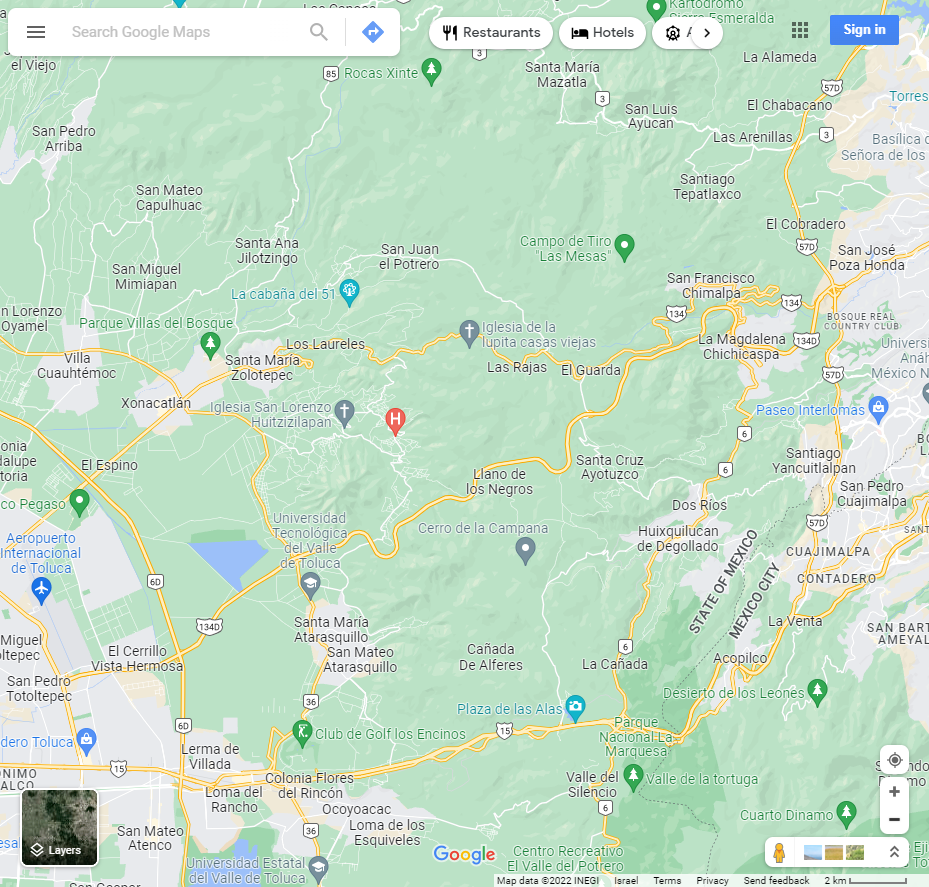 Search Google Maps
Restaurants
Hotels
Sign in
Kartodromo
Sierra Esmeralda
el Viejo
85
Rocas Xinte
3
Santa María
Mazatla
La Alameda
57D
3
San Luis
Ayucan
El Chabacano
Torres
San Pedro
Arriba
Las Arenillas
3
Basílica
Señora de los
Santiago
Tepatlaxco
San Mateo
Capulhuac
El Cobradero
57D
Santa Ana
Jilotzingo
San Juan
el Potrero
Campo de Tiro
"Las Mesas"
San José
Poza Honda
San Miguel
Mimiapan
San Francisco
Chimalpa
La cabaña del 51
134
134
n Lorenzo
Oyamel
Parque Villas del Bosque
Iglesia de la
lupita casas viejas
BOSQUE REAL
COUNTRY CLUB
Los Laureles
La Magdalena
Chichicaspa
134D
Villa
Cuauhtémoc
Santa María
Zolotepec
Las Rajas
El Guarda
57D
México N
Xonacatlán
Iglesia San Lorenzo
Huitzizilapan
H
Paseo Interlomas
6
El Espino
Llano de
los Negros
Santa Cruz
Ayotuzco
6
Santiago
Yancuitlalpan
co Pegaso
Dos Ríos
San Pedro
Cuajimalpa
Universidad
Tecnológica
del Valle
de Toluca
Cerro de la Campana
57D
Huixquilucan
de Degollado
Aeropuerto
Internacional
de Toluca
STATE OF MEXICO
MEXICO CITY
CUAJIMALPA
CONTADERO
6D
134D
Santa María
Atarasquillo
La Venta
SAN BART
AMEYAL
Miguel
oltepec
El Cerrillo
Vista Hermosa
San Mateo
Atarasquillo
Cañada
De Alferes
6
La Cañada
Acopilco
San Pedro
Totoltepec
36
Desierto de los Leones
Plaza de las Alas
6D
Club de Golf los Encinos
15
Parque
Nacional La
Marquesa
dero Toluca
Lerma de
Villada
15
Colonia Flores
del Rincón
Valle del
Silencio
Valle de la tortuga
Loma del
Rancho
Ocoyoacac
6
Cuarto Dinamo
San Mateo
Atenco
36
Loma de los
Esquiveles
Layers
Google
Universidad Estatal
del Valle de Toluca
Centro Recreativo
El Valle del Potrero
Map data ©2022 INEGI
Israel
Terms
Privacy
Send feedback
2 km